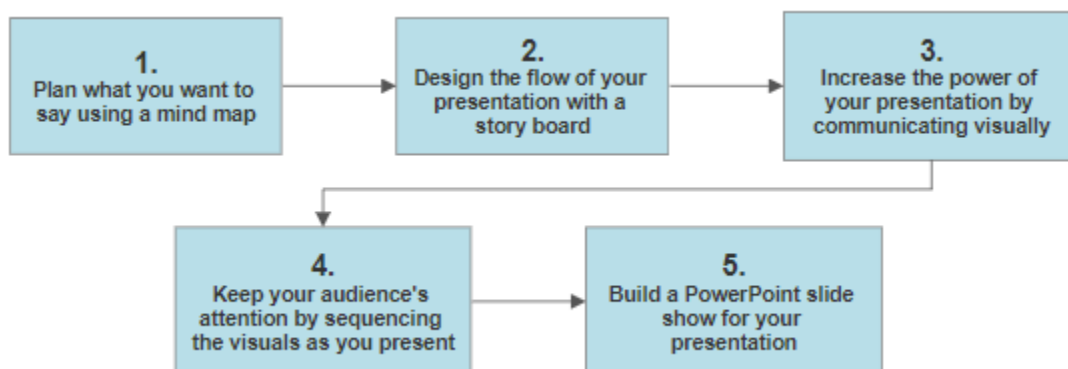 1.
Plan what you want to
say using a mind map
2.
Design the flow of your
presentation with a
story board
3.
Increase the power of
your presentation by
communicating visually
4.
Keep your audience's
attention by sequencing
the visuals as you present
5.
Build a PowerPoint slide
show for your
presentation